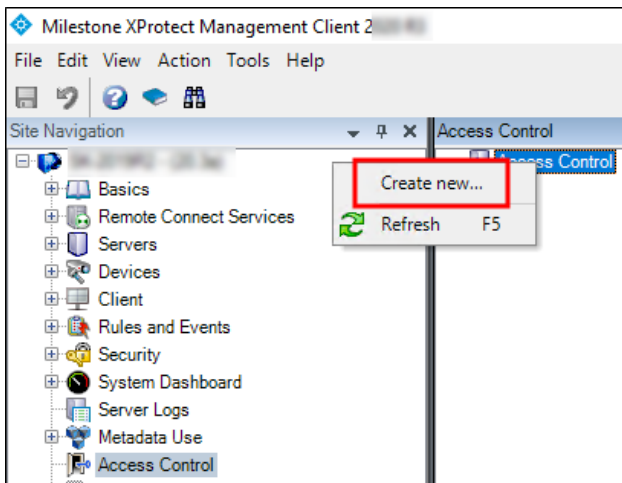 Milestone XProtect Management Client 2
File Edit View Action Tools Help
Site Navigation
Access Control
Access Control
Create new...
Refresh F5
Basics
Remote Connect Services
Servers
Devices
Client
Rules and Events
Security
System Dashboard
Server Logs
Metadata Use
Access Control